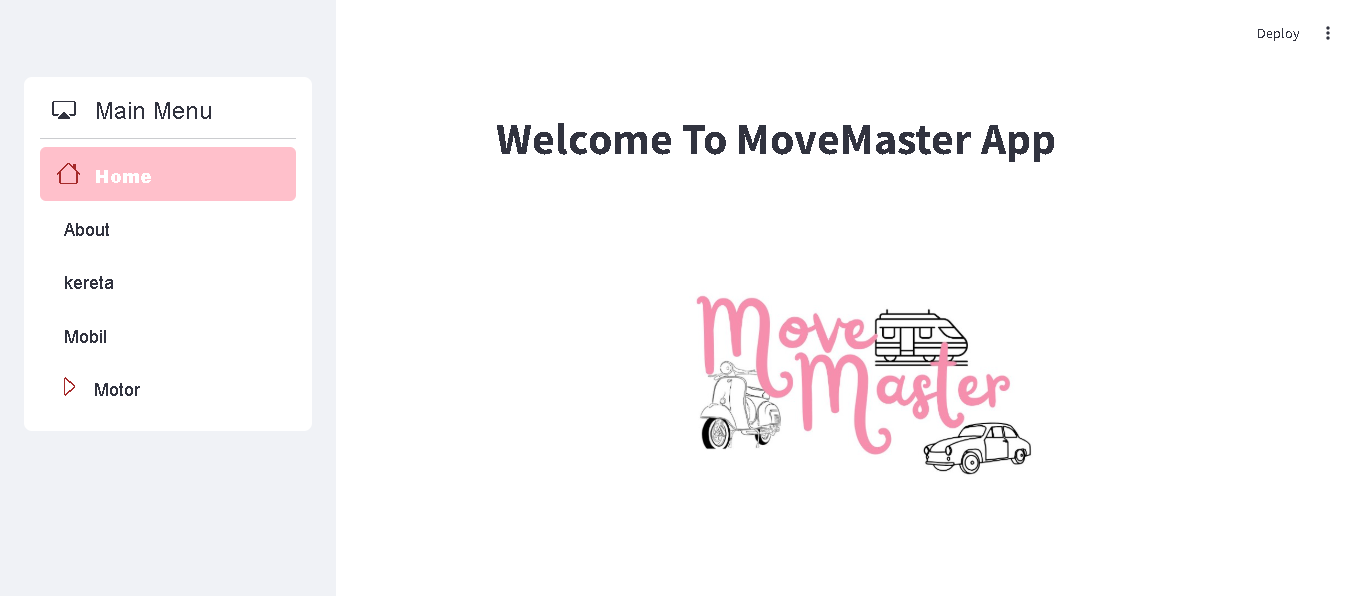 Deploy
Main Menu
Home
About
kereta
Mobil
Motor
Welcome To MoveMaster App
Move
Master